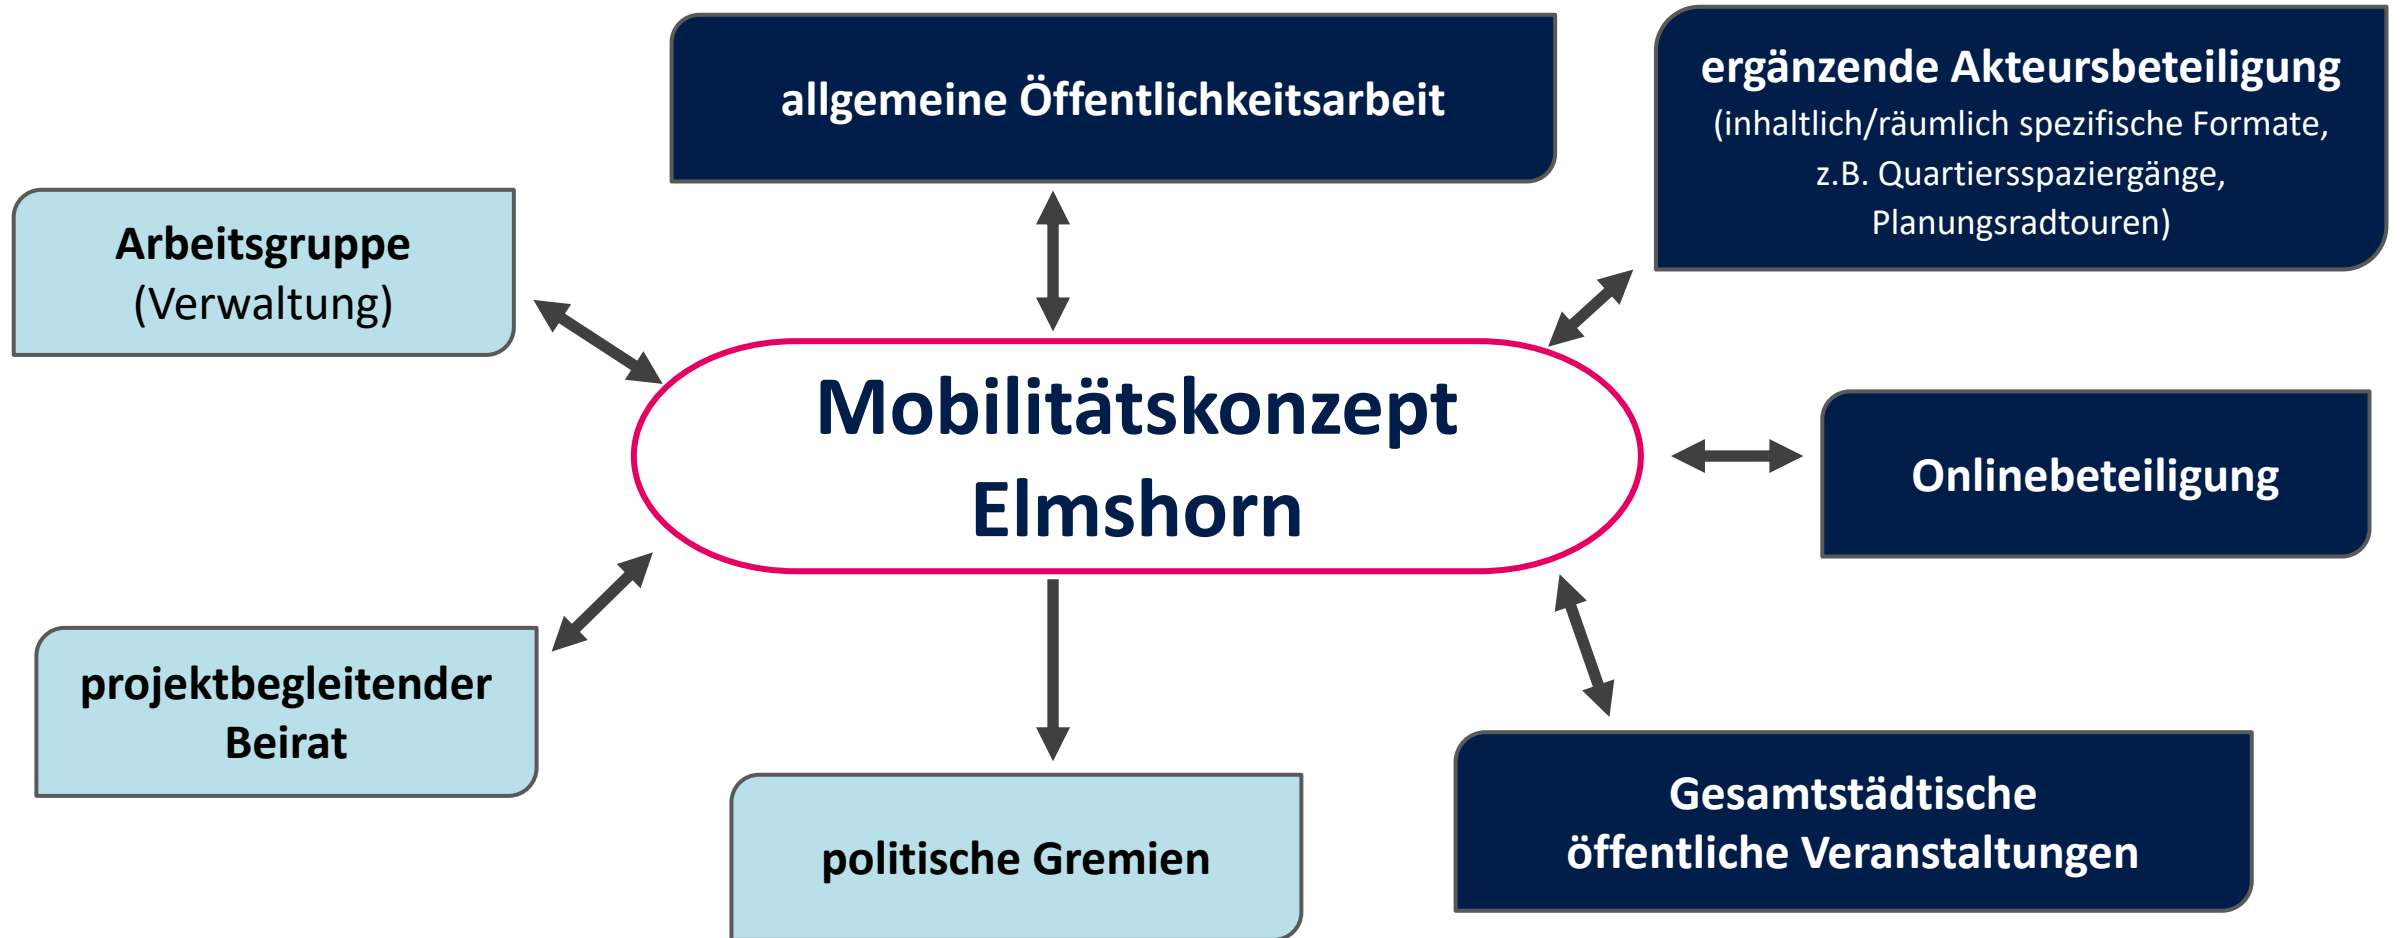 allgemeine Öffentlichkeitsarbeit
ergänzende Akteursbeteiligung
(inhaltlich/räumlich spezifische Formate,
z.B. Quartiersspaziergänge,
Planungsradtouren)
Arbeitsgruppe
(Verwaltung)
Mobilitätskonzept
Elmshorn
Onlinebeteiligung
projektbegleitender
Beirat
politische Gremien
Gesamtstädtische
öffentliche Veranstaltungen